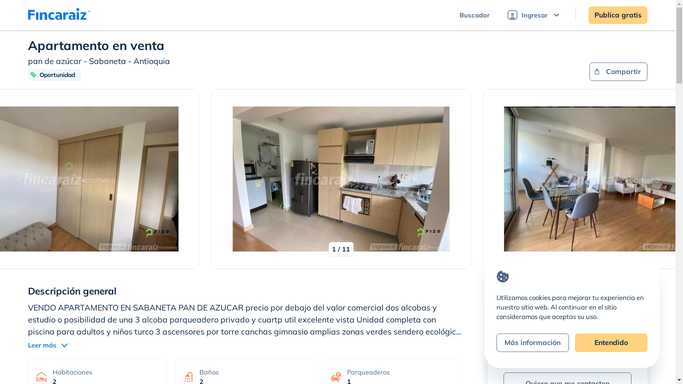 Fincaraiz
Buscador
Ingresar
Publica gratis
Apartamento en venta
pan de azúcar - Sabaneta - Antioquia
Oportunidad
Compartir
fincaraiz
fincaraiz
fincaraiz
fincaraiz
fincaraiz
1 / 11
Descripción general
VENDO APARTAMENTO EN SABANETA PAN DE AZUCAR precio por debajo del valor comercial dos alcobas y
estudio o posibilidad de una 3 alcoba parqueadero privado y cuartp util excelente vista Unidad completa con
piscina para adultos y niños turco 3 ascensores por torre canchas gimnasio amplias zonas verdes sendero ecológic...
Leer más
Habitaciones
2
Baños
2
Parqueaderos
1
Utilizamos cookies para mejorar tu experiencia en
nuestro sitio web. Al continuar en el sitio
consideramos que aceptas su uso.
Más información
Entendido
Quiero que me contacten